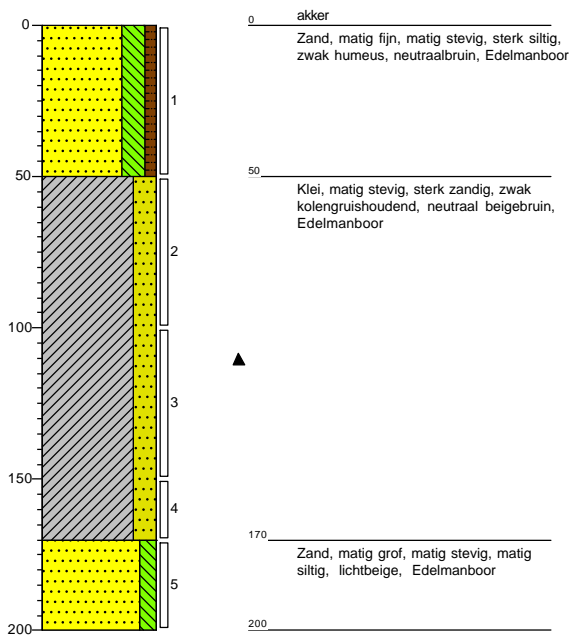 0
50
100
150
200
1
2
3
4
5
0 akker
Zand, matig fijn, matig stevig, sterk siltig,
zwak humeus, neutraalbruin, Edelmanboor
50
Klei, matig stevig, sterk zandig, zwak
kolengruishoudend, neutraal beigebruin,
Edelmanboor
170
Zand, matig grof, matig stevig, matig
siltig, lichtbeige, Edelmanboor
200